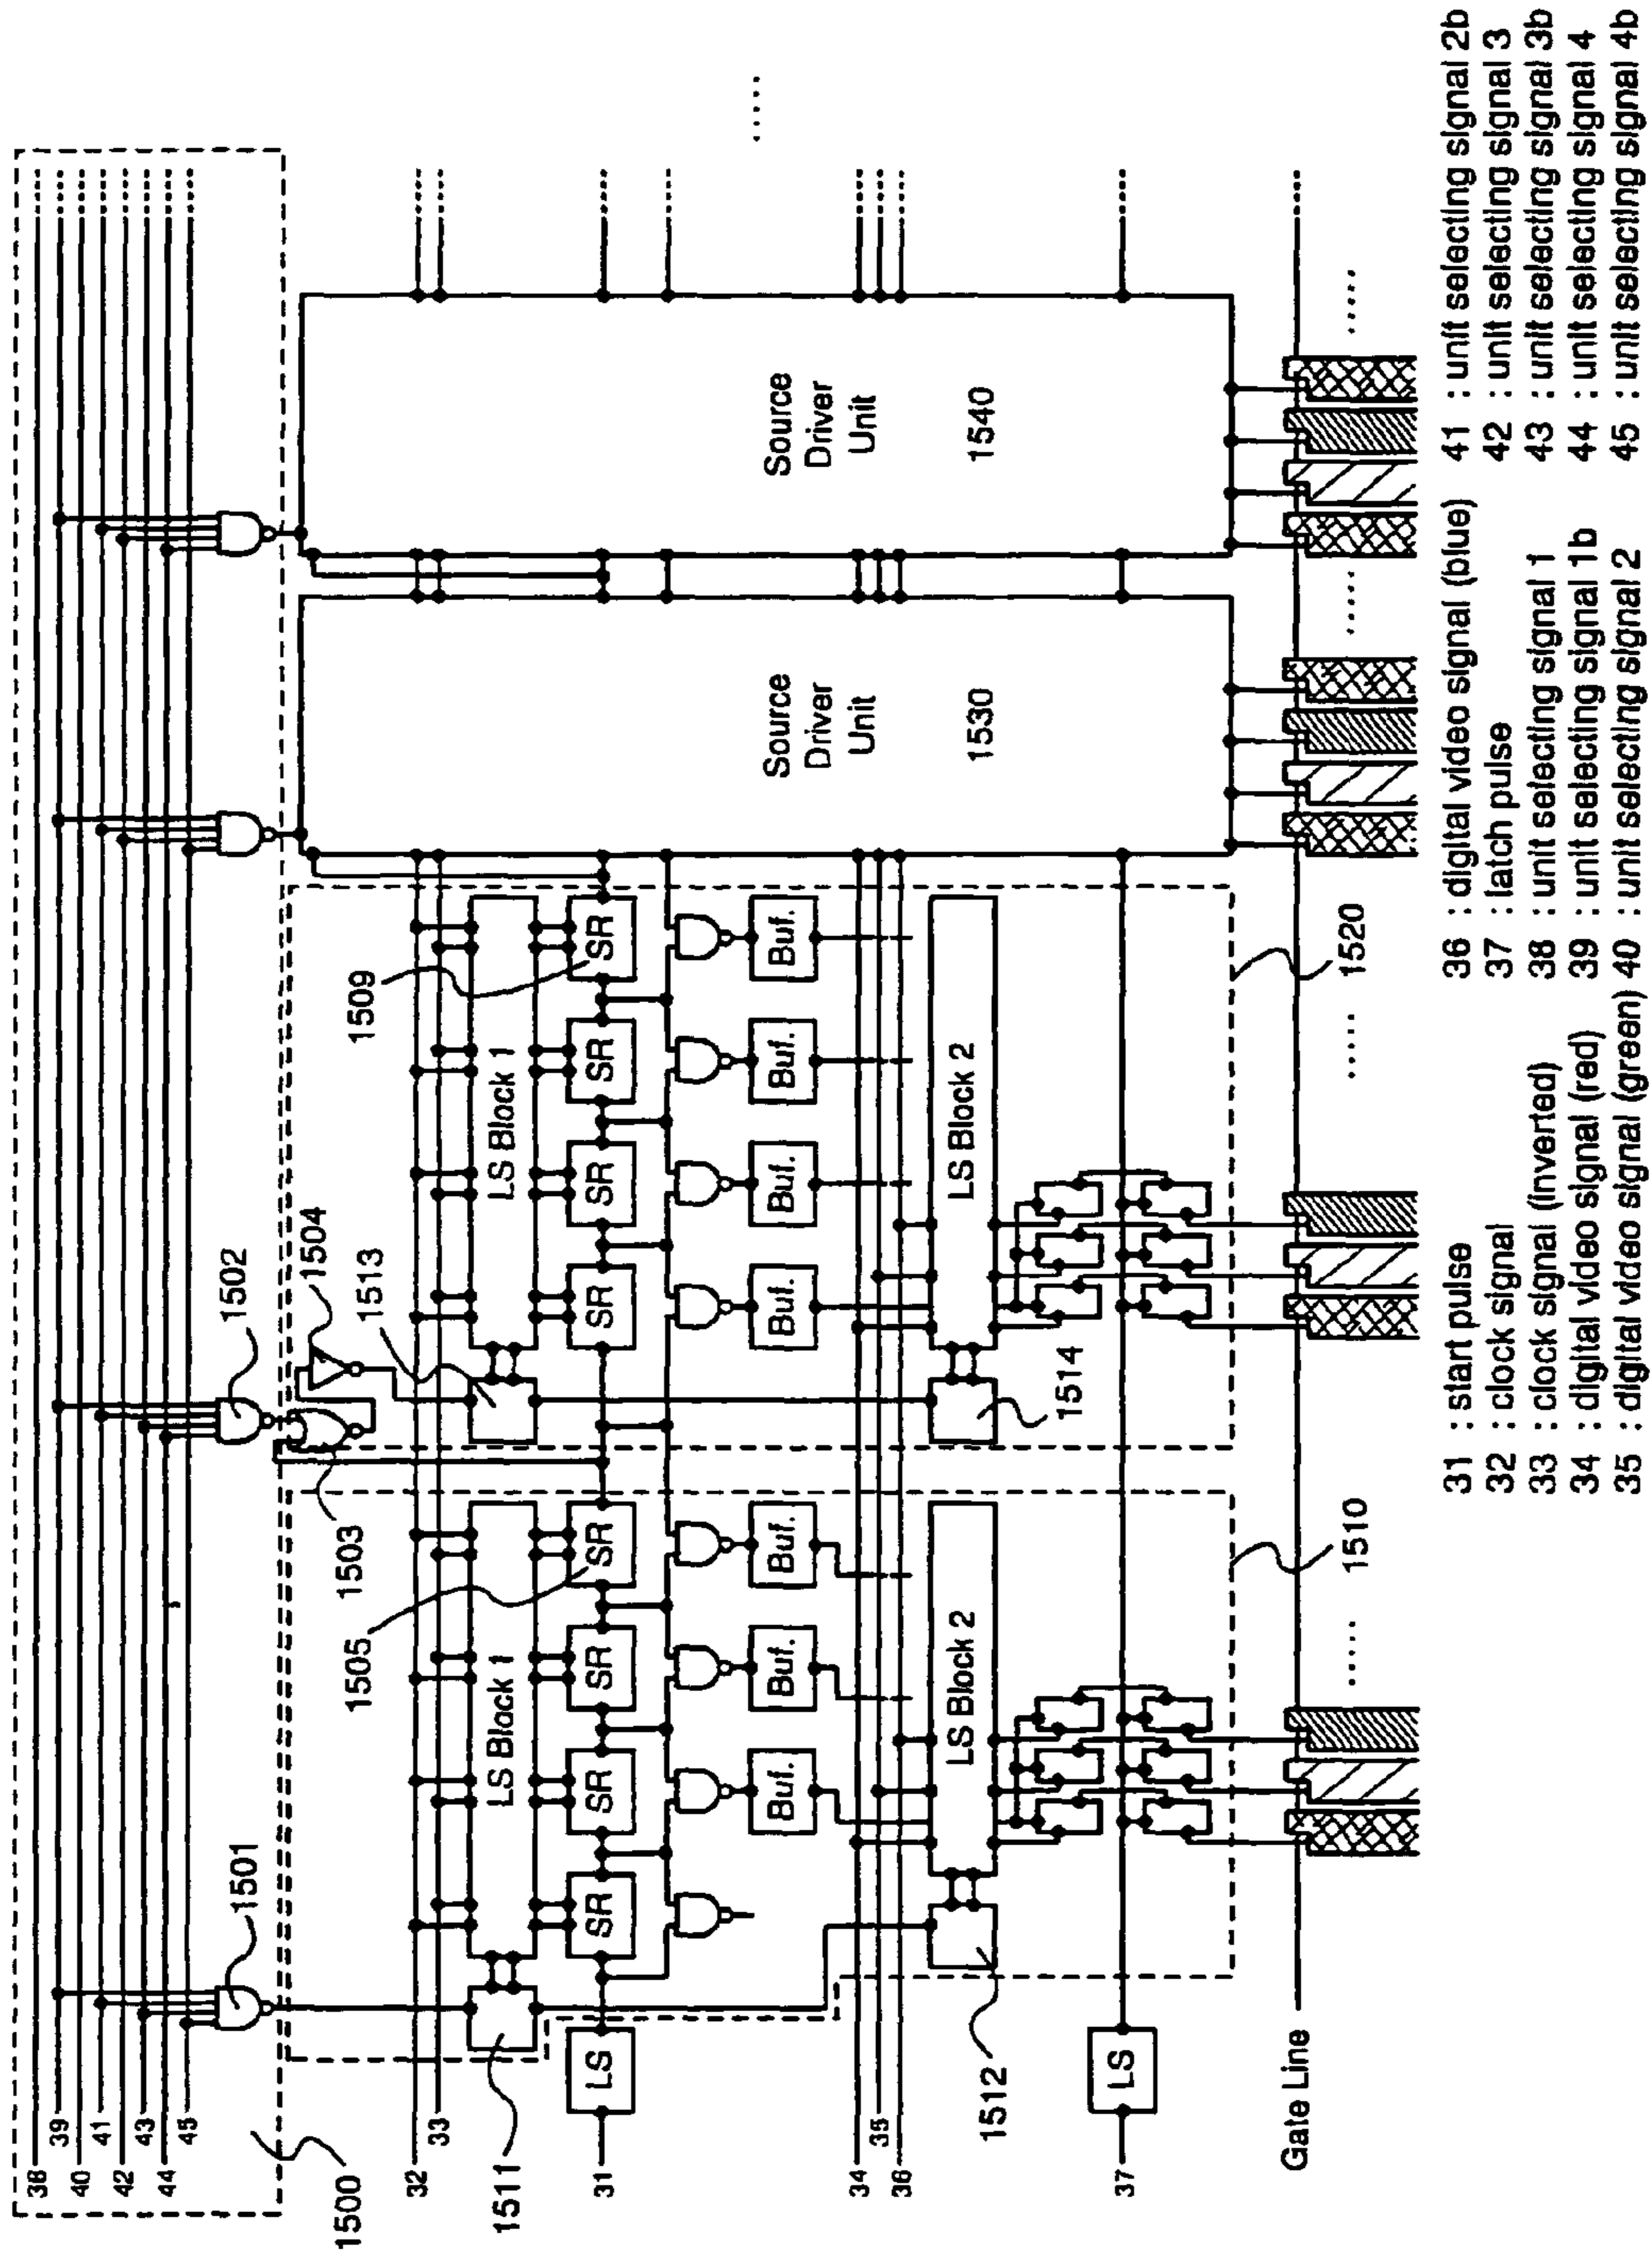 38
39
40
41
42
43
44
45
1500
1501
1502
1503
1504
1513
1509
1505
32
33
1511
LS Block 1
LS Block 1
31
LS
SR
SR
SR
SR
SR
SR
SR
SR
Buf.
Buf.
Buf.
Buf.
Buf.
Buf.
Buf.
Source
Driver
Unit
1530
Source
Driver
Unit
1540
34
35
36
LS Block 2
LS Block 2
1512
1514
37
LS
1510
1520
Gate Line
31 : start pulse
32 : clock signal
33 : clock signal (inverted)
34 : digital video signal (red)
35 : digital video signal (green)
36 : digital video signal (blue)
37 : latch pulse
38 : unit selecting signal 1
39 : unit selecting signal 1b
40 : unit selecting signal 2
41 : unit selecting signal 2b
42 : unit selecting signal 3
43 : unit selecting signal 3b
44 : unit selecting signal 4
45 : unit selecting signal 4b